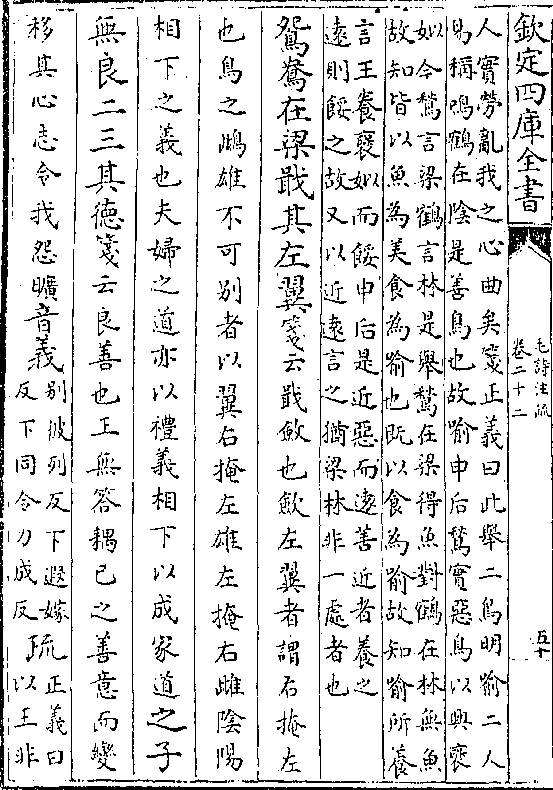 欽定四庫全書
毛詩注疏
卷二十二
五十
人實勞亂我之心曲矣箋正義曰此舉二鳥明喻二人
易稱鳴鶴在陰是善鳥也故喻申后鶖實惡鳥以興褒
如今鶖言梁鶴言林是舉鶖在梁得魚對鶴在林無魚
故知皆以魚為美食為喻也既以食為喻故知喻所養
言王養褒姒而餒申后是近惡而遠善近者養之
遠則餒之故又以近遠言之猶梁林非一處者也
鴛鴦在梁戢其左翼箋云戢斂也斂左翼者謂右掩左
也鳥之雌雄不可別者以翼右掩左雄左掩右雌陰陽
相下之義也夫婦之道亦以禮義相下以成家道之子
無良二三其德箋云良善也王無答耦己之善意而變
移其心志令我怨曠音義
別彼列反下遐嫁
反下同令力成反
疏
正義曰
以王非